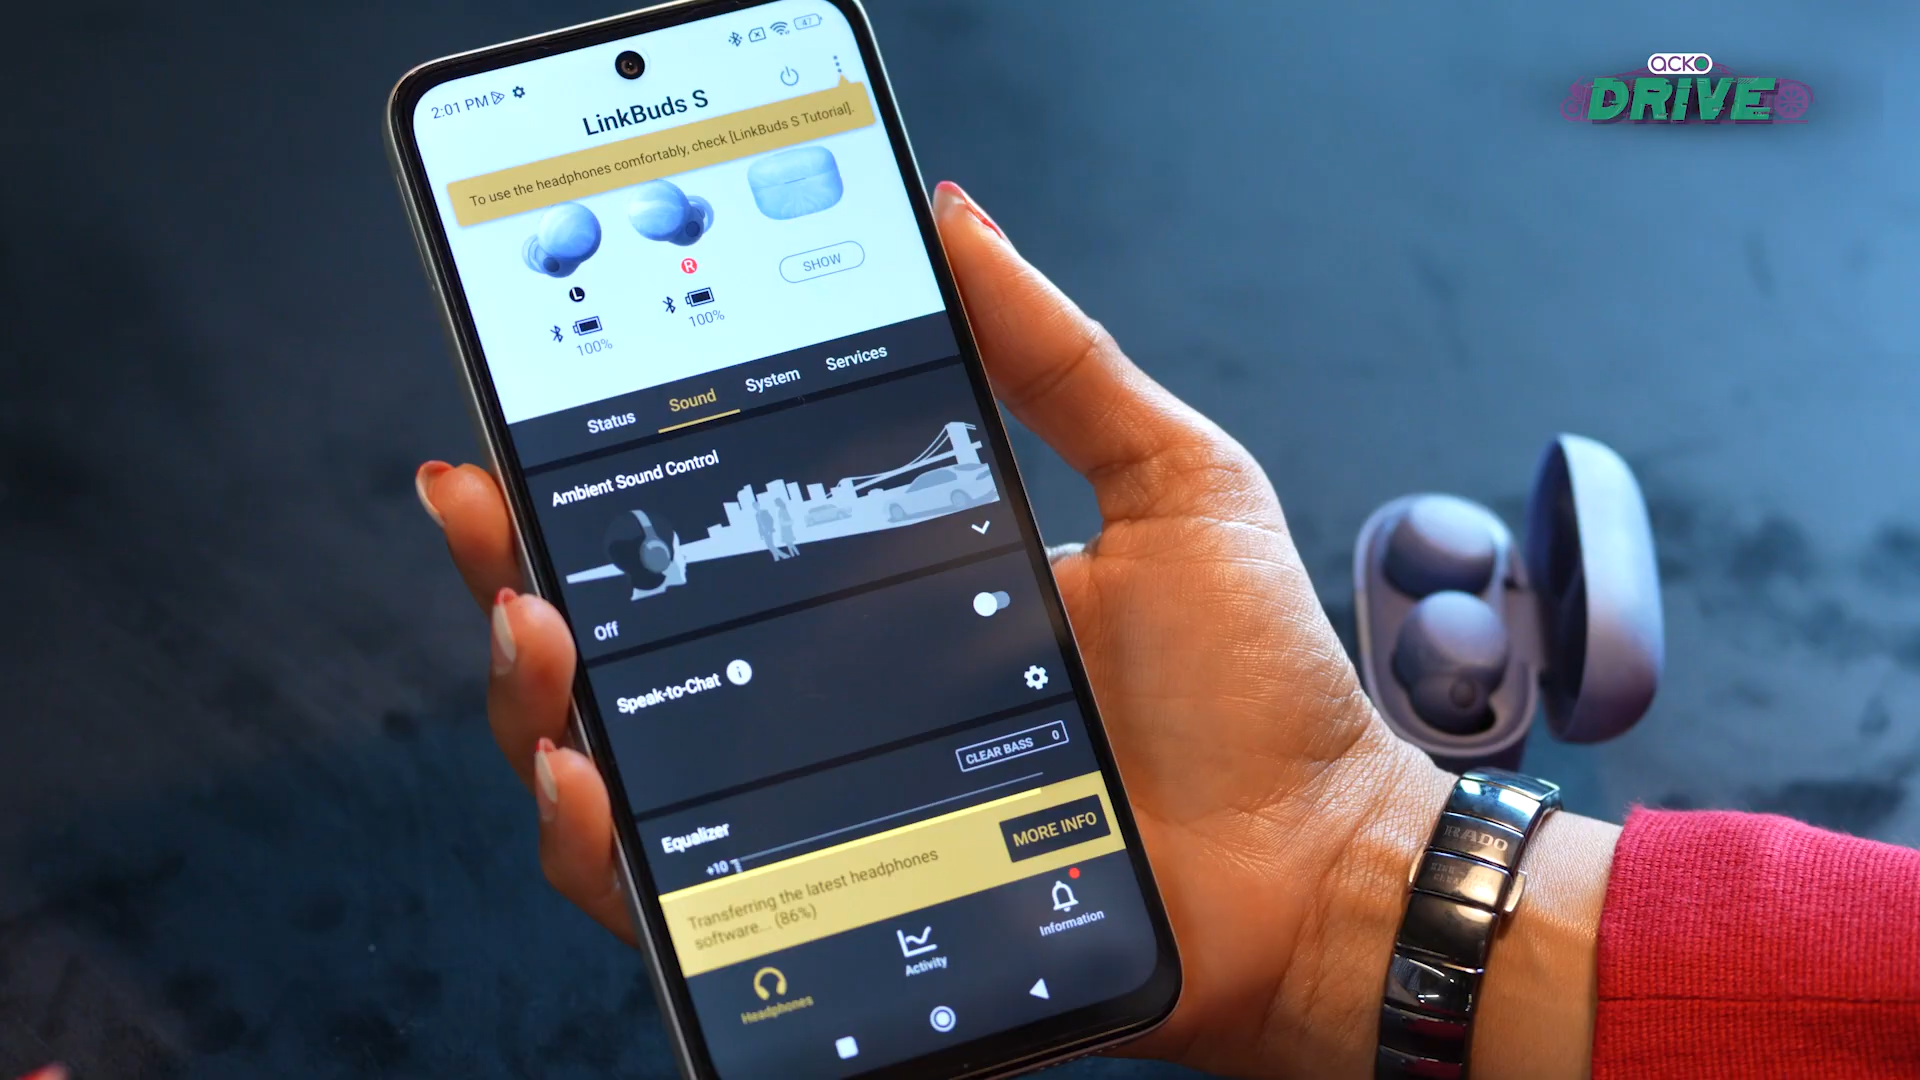 acko
DRIVE
47
2:01 PM
LinkBuds S
To use the headphones comfortably, check [LinkBuds S Tutorial].
L
R
SHOW
100%
100%
Status
Sound
System
Services
Ambient Sound Control
Off
Speak-to-Chat
CLEAR BASS 0
Equalizer
+10
Transferring the latest headphones
software... (86%)
MORE INFO
Headphones
Activity
Information
RADO